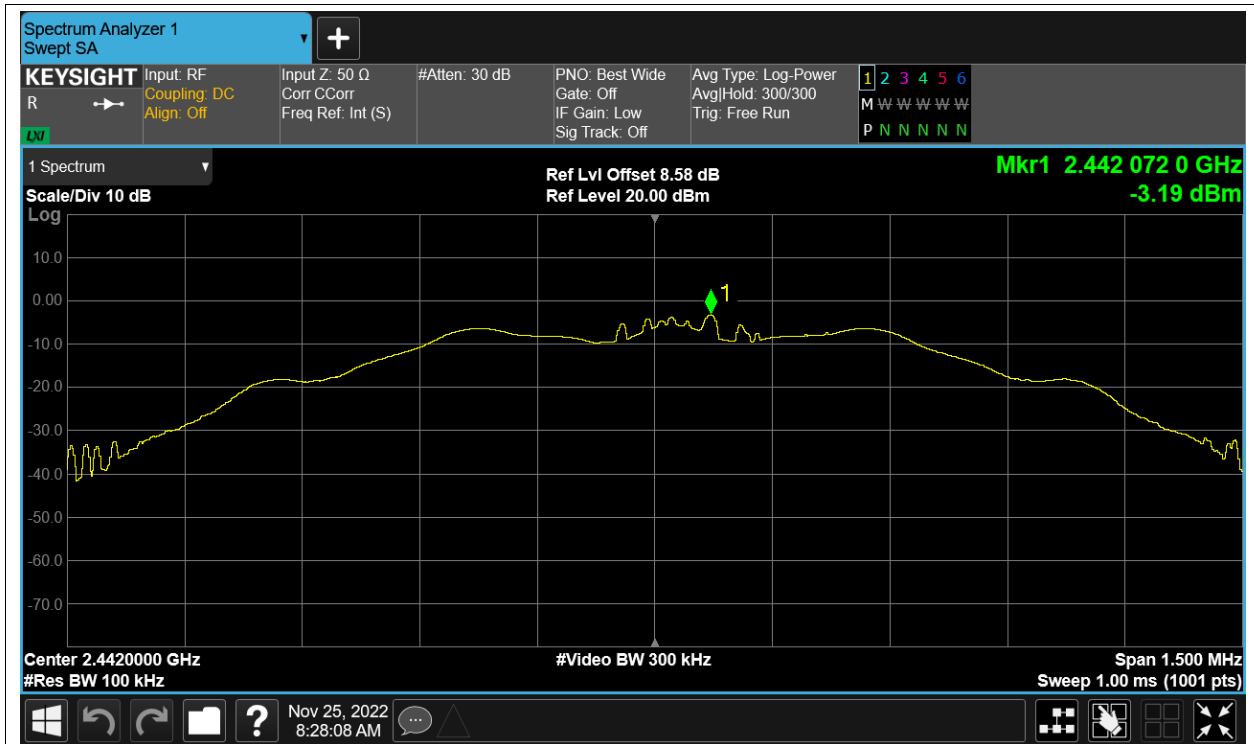 Spectrum Analyzer 1
Swept SA
+
KEYSIGHT
R
LXI
Input: RF
Coupling: DC
Align: Off
Input Z: 50 Ω
Corr CCorr
Freq Ref: Int (S)
#Atten: 30 dB
PNO: Best Wide
Gate: Off
IF Gain: Low
Sig Track: Off
Avg Type: Log-Power
Avg|Hold: 300/300
Trig: Free Run
1 2 3 4 5 6
M W W W W W
P N N N N N
1 Spectrum
Scale/Div 10 dB
Log
Ref Lvl Offset 8.58 dB
Ref Level 20.00 dBm
Mkr1 2.442 072 0 GHz
-3.19 dBm
10.0
0.00
-10.0
-20.0
-30.0
-40.0
-50.0
-60.0
-70.0
1
Center 2.4420000 GHz
#Res BW 100 kHz
#Video BW 300 kHz
Span 1.500 MHz
Sweep 1.00 ms (1001 pts)
?
Nov 25, 2022
8:28:08 AM